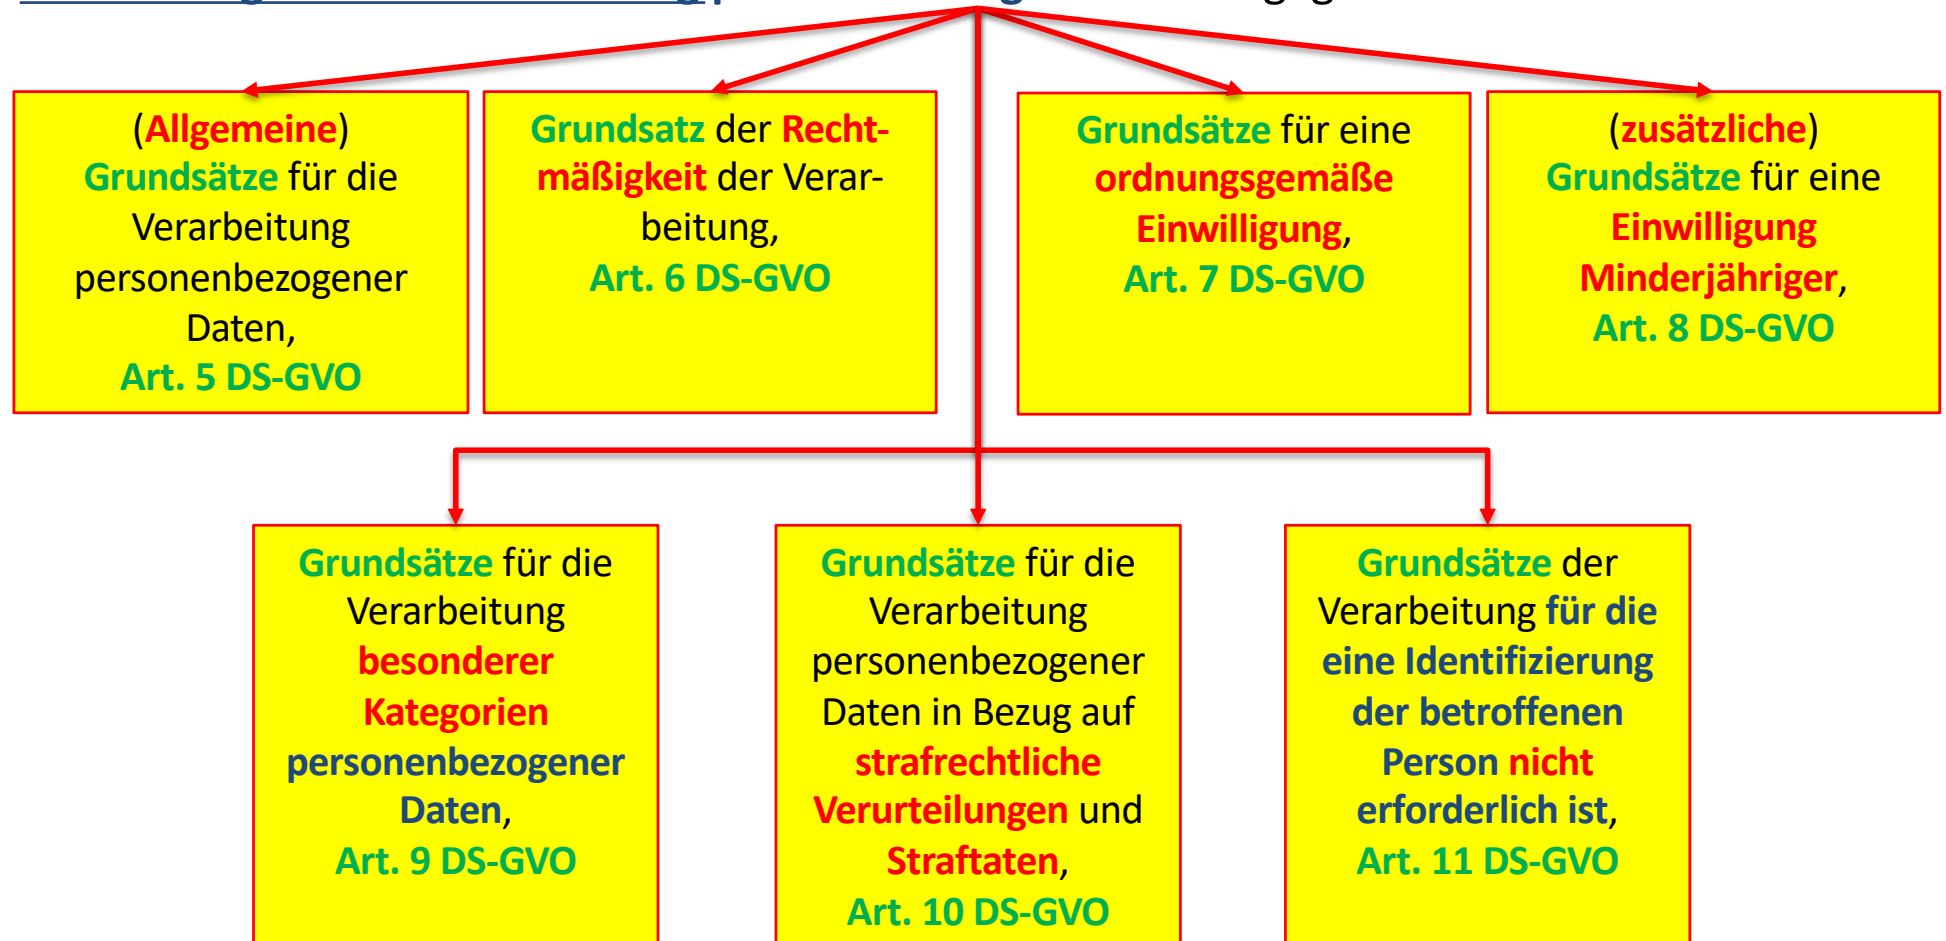 (Allgemeine)
Grundsätze für die
Verarbeitung
personenbezogener
Daten,
Art. 5 DS-GVO
Grundsatz der Recht-
mäßigkeit der Verar-
beitung,
Art. 6 DS-GVO
Grundsätze für eine
ordnungsgemäße
Einwilligung,
Art. 7 DS-GVO
(zusätzliche)
Grundsätze für eine
Einwilligung
Minderjähriger,
Art. 8 DS-GVO
Grundsätze für die
Verarbeitung
besonderer
Kategorien
personenbezogener
Daten,
Art. 9 DS-GVO
Grundsätze für die
Verarbeitung
personenbezogener
Daten in Bezug auf
strafrechtliche
Verurteilungen und
Straftaten,
Art. 10 DS-GVO
Grundsätze der
Verarbeitung für die
eine Identifizierung
der betroffenen
Person nicht
erforderlich ist,
Art. 11 DS-GVO